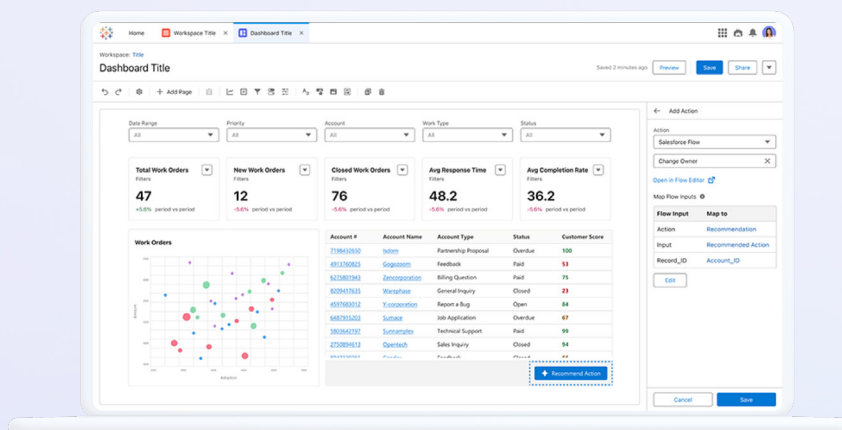 Home
Workspace Title ×
Dashboard Title ×
Workspace: Title
Dashboard Title
Saved 2 minutes ago
Preview
Save
Share
+ Add Page
Date Range
All
Priority
All
Account
All
Work Type
All
Status
All
Total Work Orders
Filters
47
+5.6% period vs period
New Work Orders
Filters
12
-5.6% period vs period
Closed Work Orders
Filters
76
-5.6% period vs period
Avg Response Time
Filters
48.2
-5.6% period vs period
Avg Completion Rate
Filters
36.2
-5.6% period vs period
Work Orders
Adoption
Account # Account Name Account Type Status Customer Score
7198432650 Isdom Partnership Proposal Overdue 100
4913760825 Gogozoom Feedback Paid 53
6275801943 Zencorporation Billing Question Paid 75
8209417635 Warephase General Inquiry Closed 23
4597683012 Y-corporation Report a Bug Open 84
6487915203 Sumace Job Application Overdue 67
5803642197 Sunnamplex Technical Support Paid 99
2750894613 Opentech Sales Inquiry Closed 94
Feedback Closed
Recommend Action
Add Action
Action
Salesforce Flow
Change Owner ×
Open in Flow Editor
Map Flow Inputs
Flow Input Map to
Action Recommendation
Input Recommended Action
Record_ID Account_ID
Edit
Cancel
Save